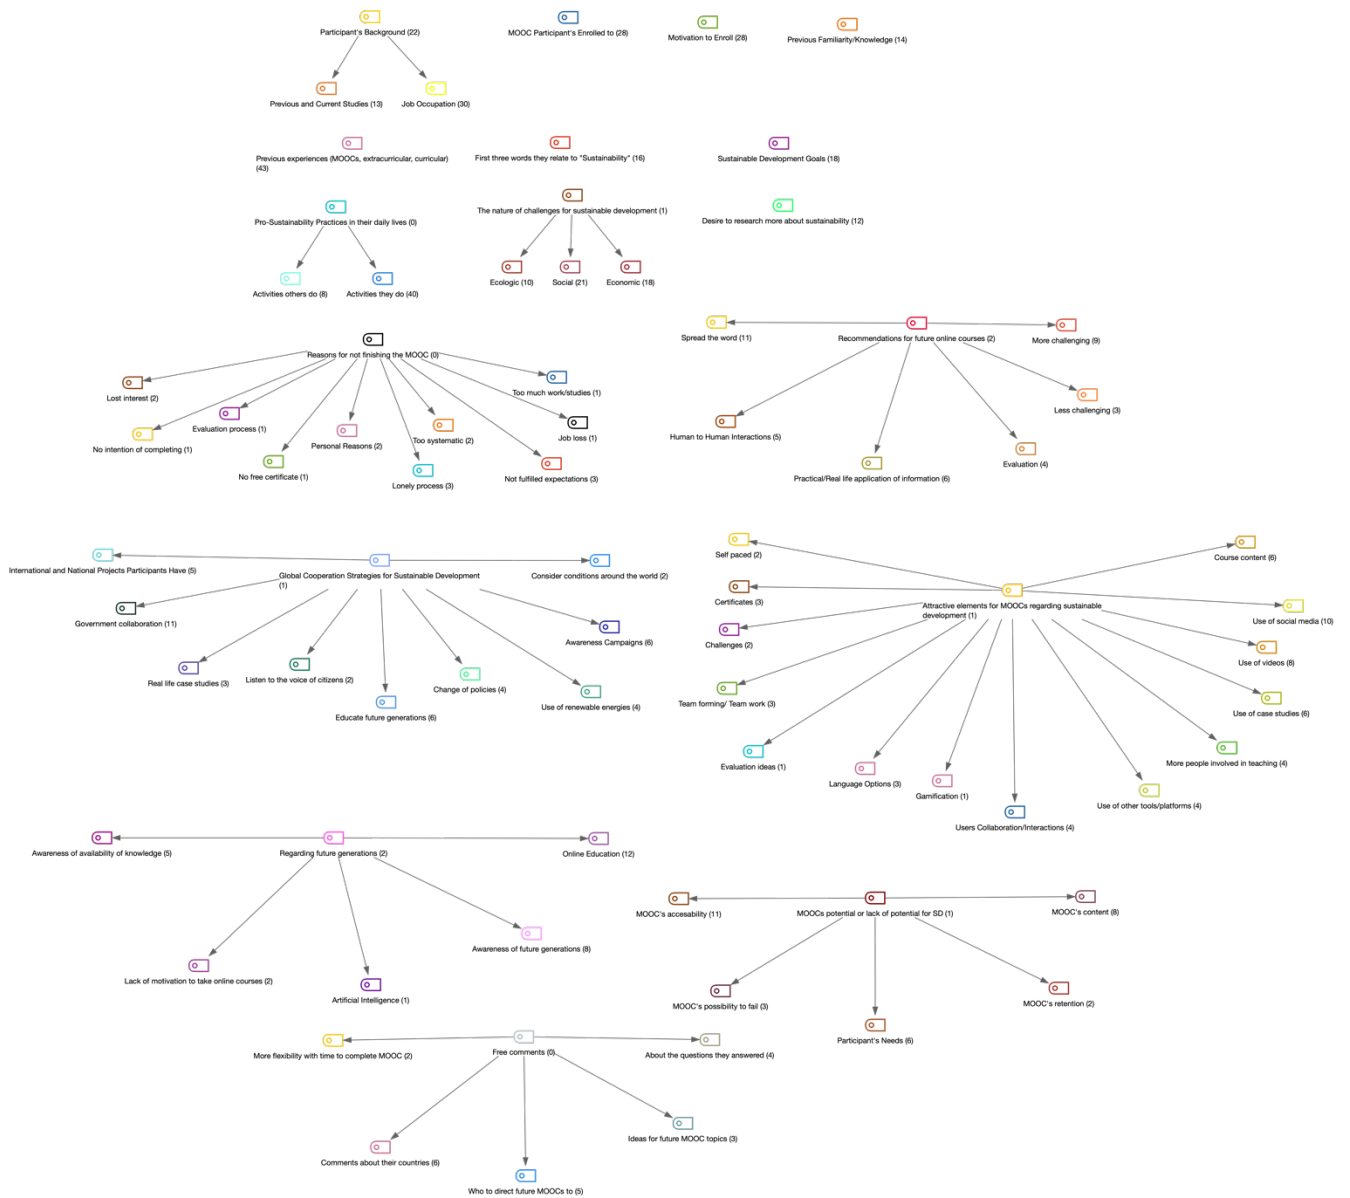 Participant's Background (22)
MOOC Participant's Enrolled to (28)
Motivation to Enroll (28)
Previous Familiarity/Knowledge (14)
Previous and Current Studies (13)
Job Occupation (30)
Previous experiences (MOOCs, extracurricular, curricular)
(43)
First three words they relate to "Sustainability" (16)
Sustainable Development Goals (18)
Pro-Sustainability Practices in their daily lives (0)
The nature of challenges for sustainable development (1)
Desire to research more about sustainability (12)
Activities others do (8)
Activities they do (40)
Ecologic (10)
Social (21)
Economic (18)
Reasons for not finishing the MOOC (0)
Lost interest (2)
Too much work/studies (1)
Evaluation process (1)
Job loss (1)
No intention of completing (1)
Personal Reasons (2)
Too systematic (2)
No free certificate (1)
Lonely process (3)
Not fulfilled expectations (3)
Spread the word (11)
Recommendations for future online courses (2)
More challenging (9)
Less challenging (3)
Human to Human Interactions (5)
Evaluation (4)
Practical/Real life application of information (6)
International and National Projects Participants Have (5)
Global Cooperation Strategies for Sustainable Development
(1)
Consider conditions around the world (2)
Government collaboration (11)
Awareness Campaigns (6)
Real life case studies (3)
Listen to the voice of citizens (2)
Change of policies (4)
Use of renewable energies (4)
Educate future generations (6)
Self paced (2)
Course content (6)
Certificates (3)
Attractive elements for MOOCs regarding sustainable
development (1)
Use of social media (10)
Challenges (2)
Use of videos (8)
Team forming/ Team work (3)
Use of case studies (6)
Evaluation ideas (1)
More people involved in teaching (4)
Language Options (3)
Gamification (1)
Use of other tools/platforms (4)
Users Collaboration/Interactions (4)
Awareness of availability of knowledge (5)
Regarding future generations (2)
Online Education (12)
Awareness of future generations (8)
Lack of motivation to take online courses (2)
Artificial Intelligence (1)
MOOC's accesability (11)
MOOCs potential or lack of potential for SD (1)
MOOC's content (8)
MOOC's possibility to fail (3)
MOOC's retention (2)
Participant's Needs (6)
More flexibility with time to complete MOOC (2)
Free comments (0)
About the questions they answered (4)
Ideas for future MOOC topics (3)
Comments about their countries (6)
Who to direct future MOOCs to (5)